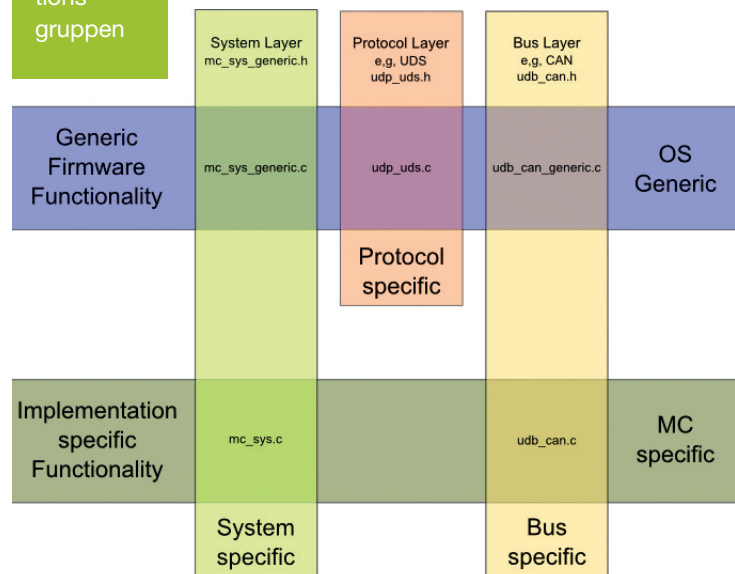 tions
gruppen
System Layer
mc_sys_generic.h
Protocol Layer
e,g, UDS
udp_uds.h
Bus Layer
e,g, CAN
udb_can.h
Generic
Firmware
Functionality
mc_sys_generic.c
udp_uds.c
udb_can_generic.c
OS
Generic
Protocol
specific
Implementation
specific
Functionality
mc_sys.c
udb_can.c
MC
specific
System
specific
Bus
specific